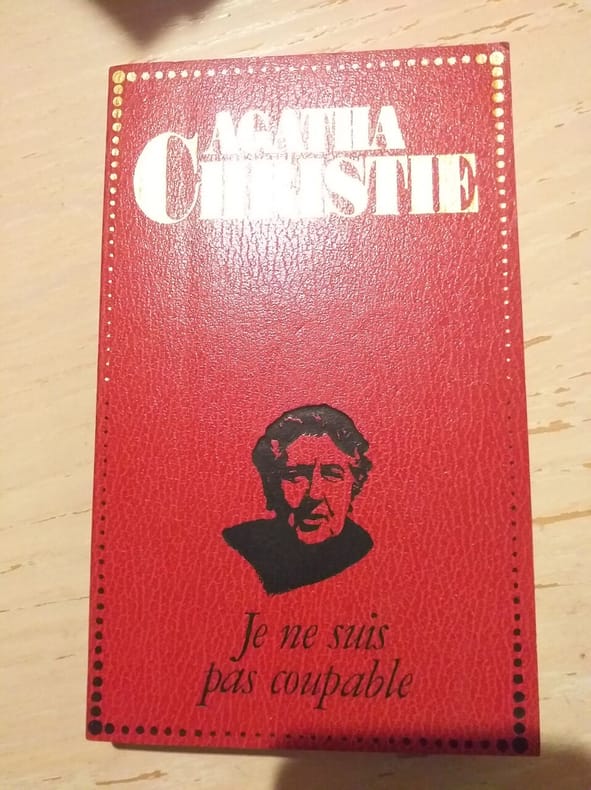 AGATHA
CHRISTIE
Je ne suis
pas coupable